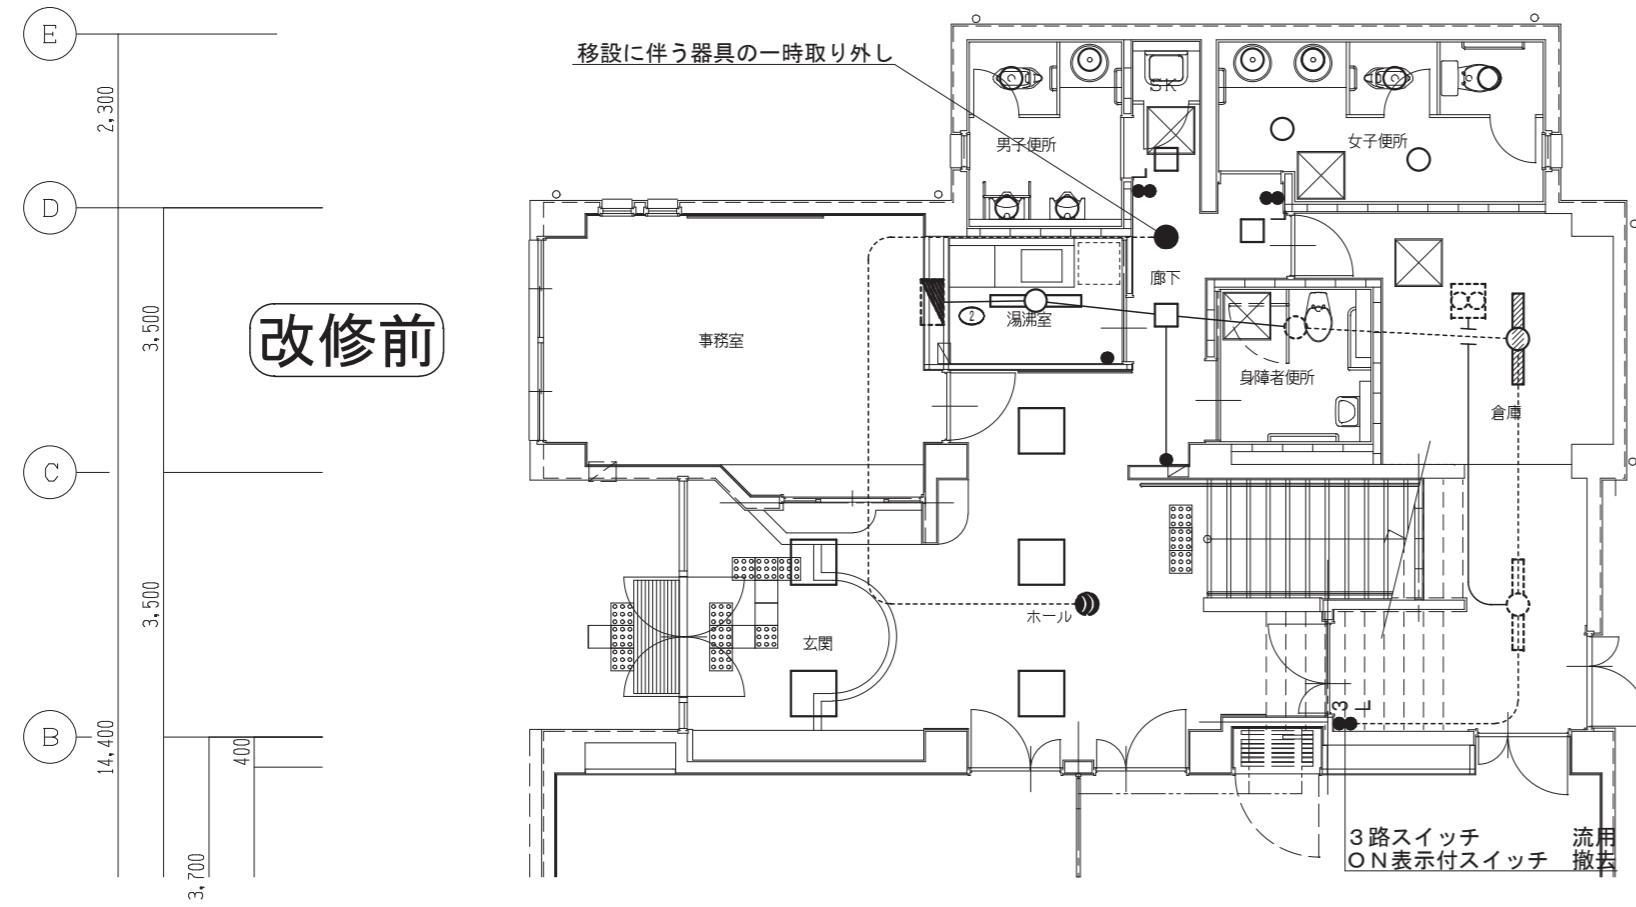 E
移設に伴う器具の一時取り外し
SK
2,300
男子便所
女子便所
D
廊下
改修前
3,500
事務室
2
湯沸室
身障者便所
倉庫
C
3,500
ホール
玄関
3 L
B
14,400
400
3路スイッチ 流用
ON表示付スイッチ 撤去
3,700